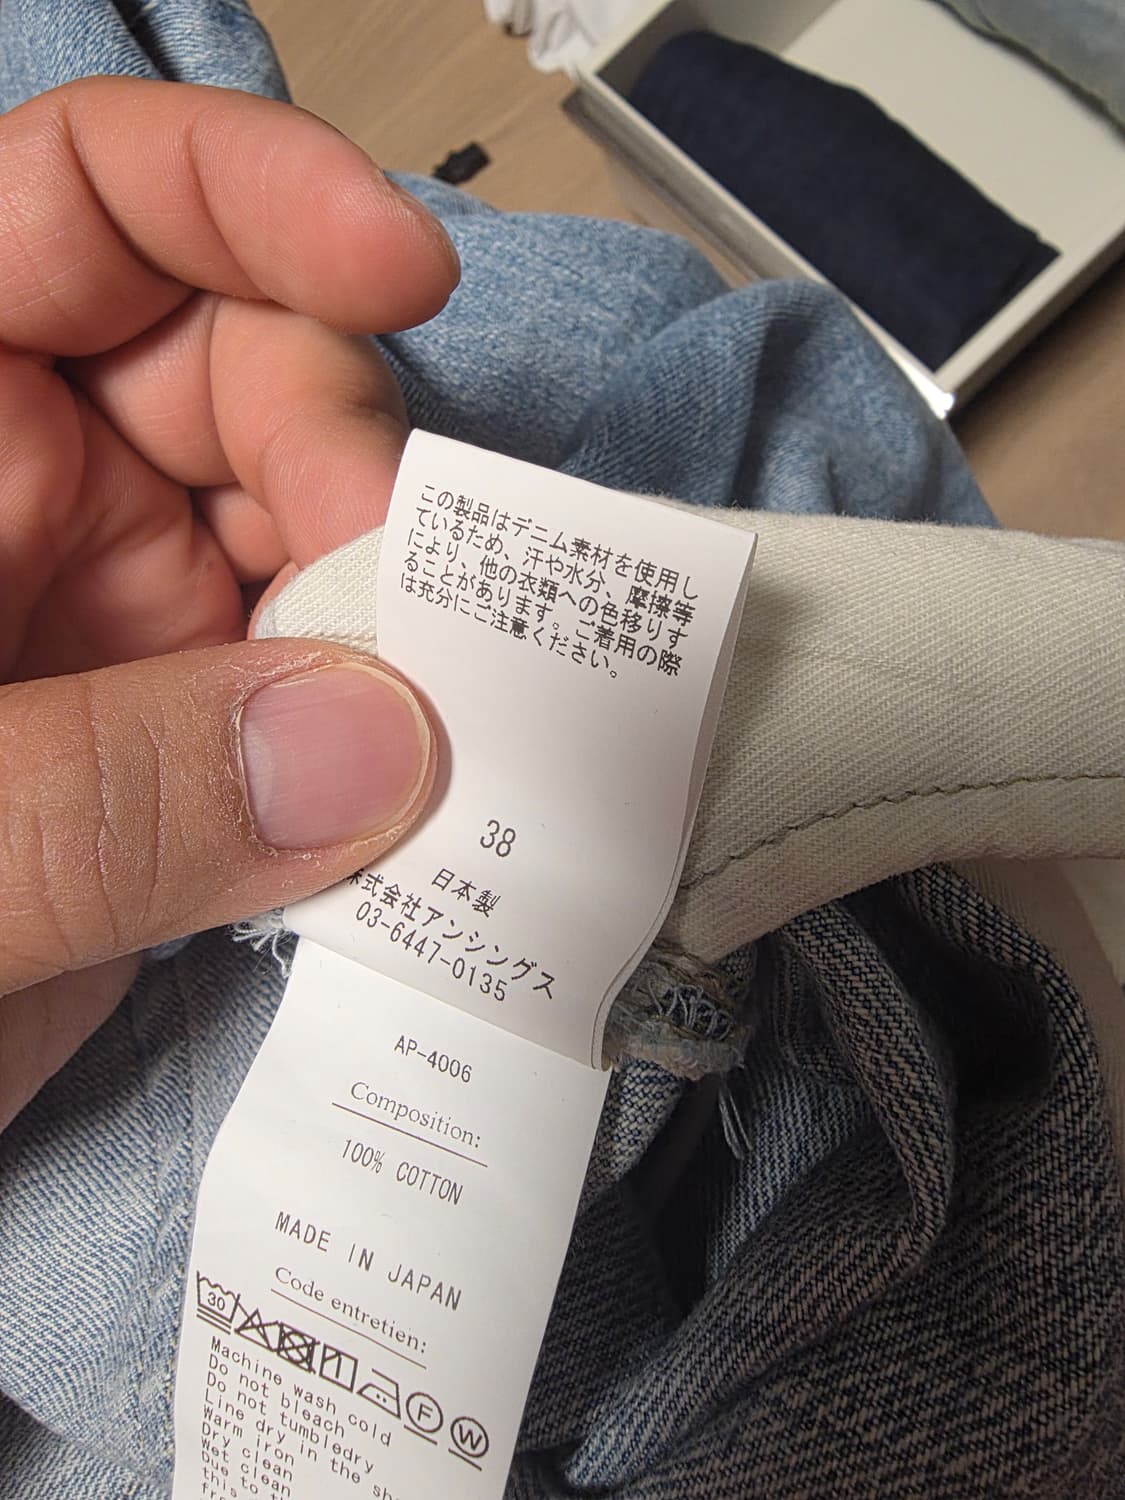 この製品はデニム素材を使用し
ているため、汗や水分、摩擦等
により、他の衣類への色移りす
ることがあります。ご着用の際
は充分にご注意ください。
38
日本製
株式会社アンシングス
03-6447-0135
AP-4006
Composition:
100% COTTON
MADE IN JAPAN
Code entretien:
30
F
W
Machine wash cold
Do not bleach
Do not tumbledry
Line dry in the
Warm iron
Dry clean
Wet clean
Due to
this